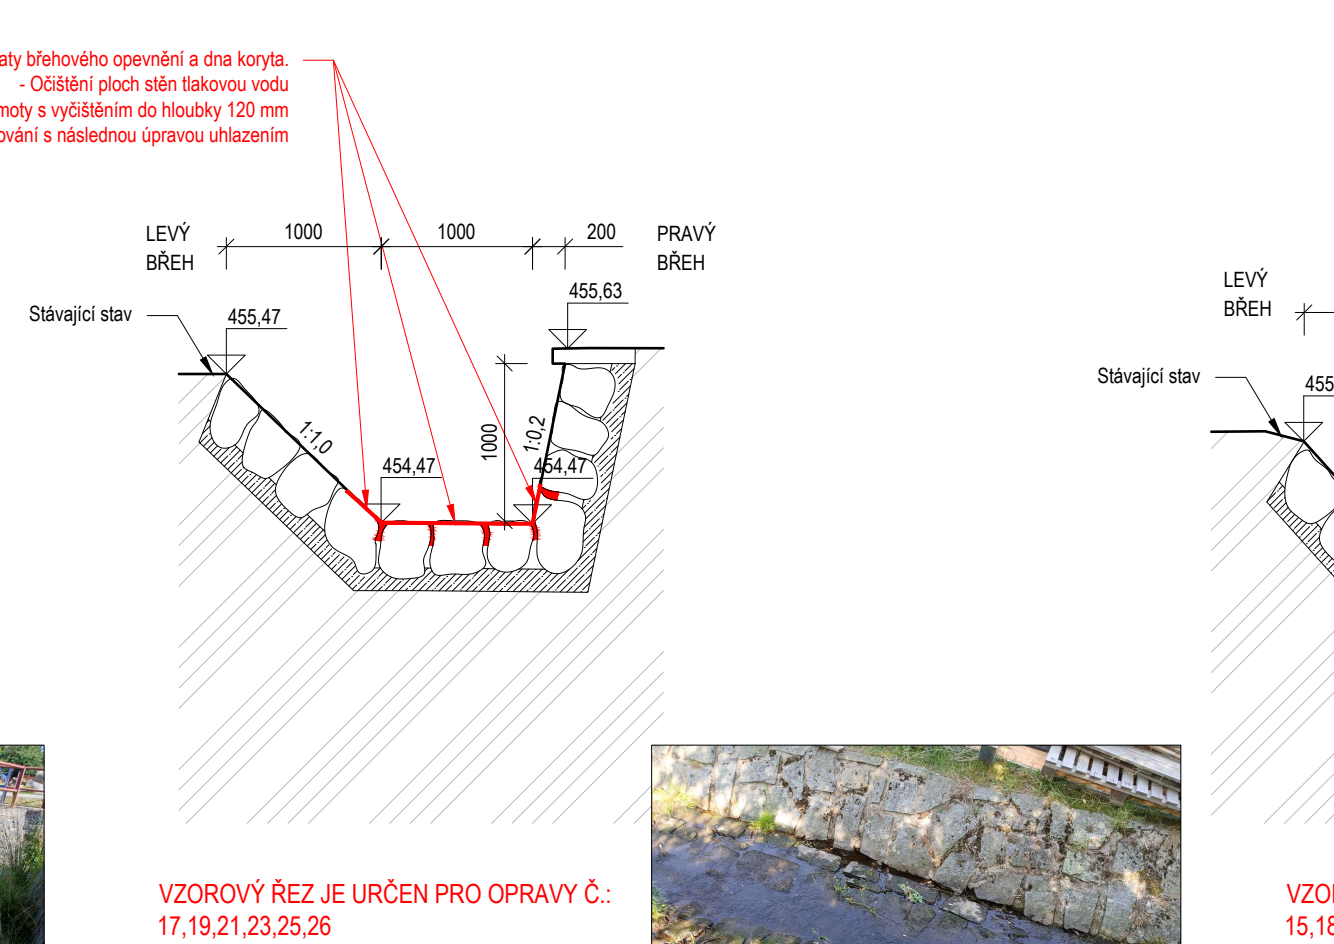 aty břehového opevnění a dna koryta.
- Očištění ploch stěn tlakovou vodu
moty s vyčištěním do hloubky 120 mm
ování s následnou úpravou uhlazením
LEVÝ
BŘEH
1000
1000
200
PRAVÝ
BŘEH
Stávající stav
455,47
455,63
1:1,0
1000
1:0,2
454,47
454,47
VZOROVÝ ŘEZ JE URČEN PRO OPRAVY Č.:
17,19,21,23,25,26
LEVÝ
BŘEH
Stávající stav
455
VZO
15,18